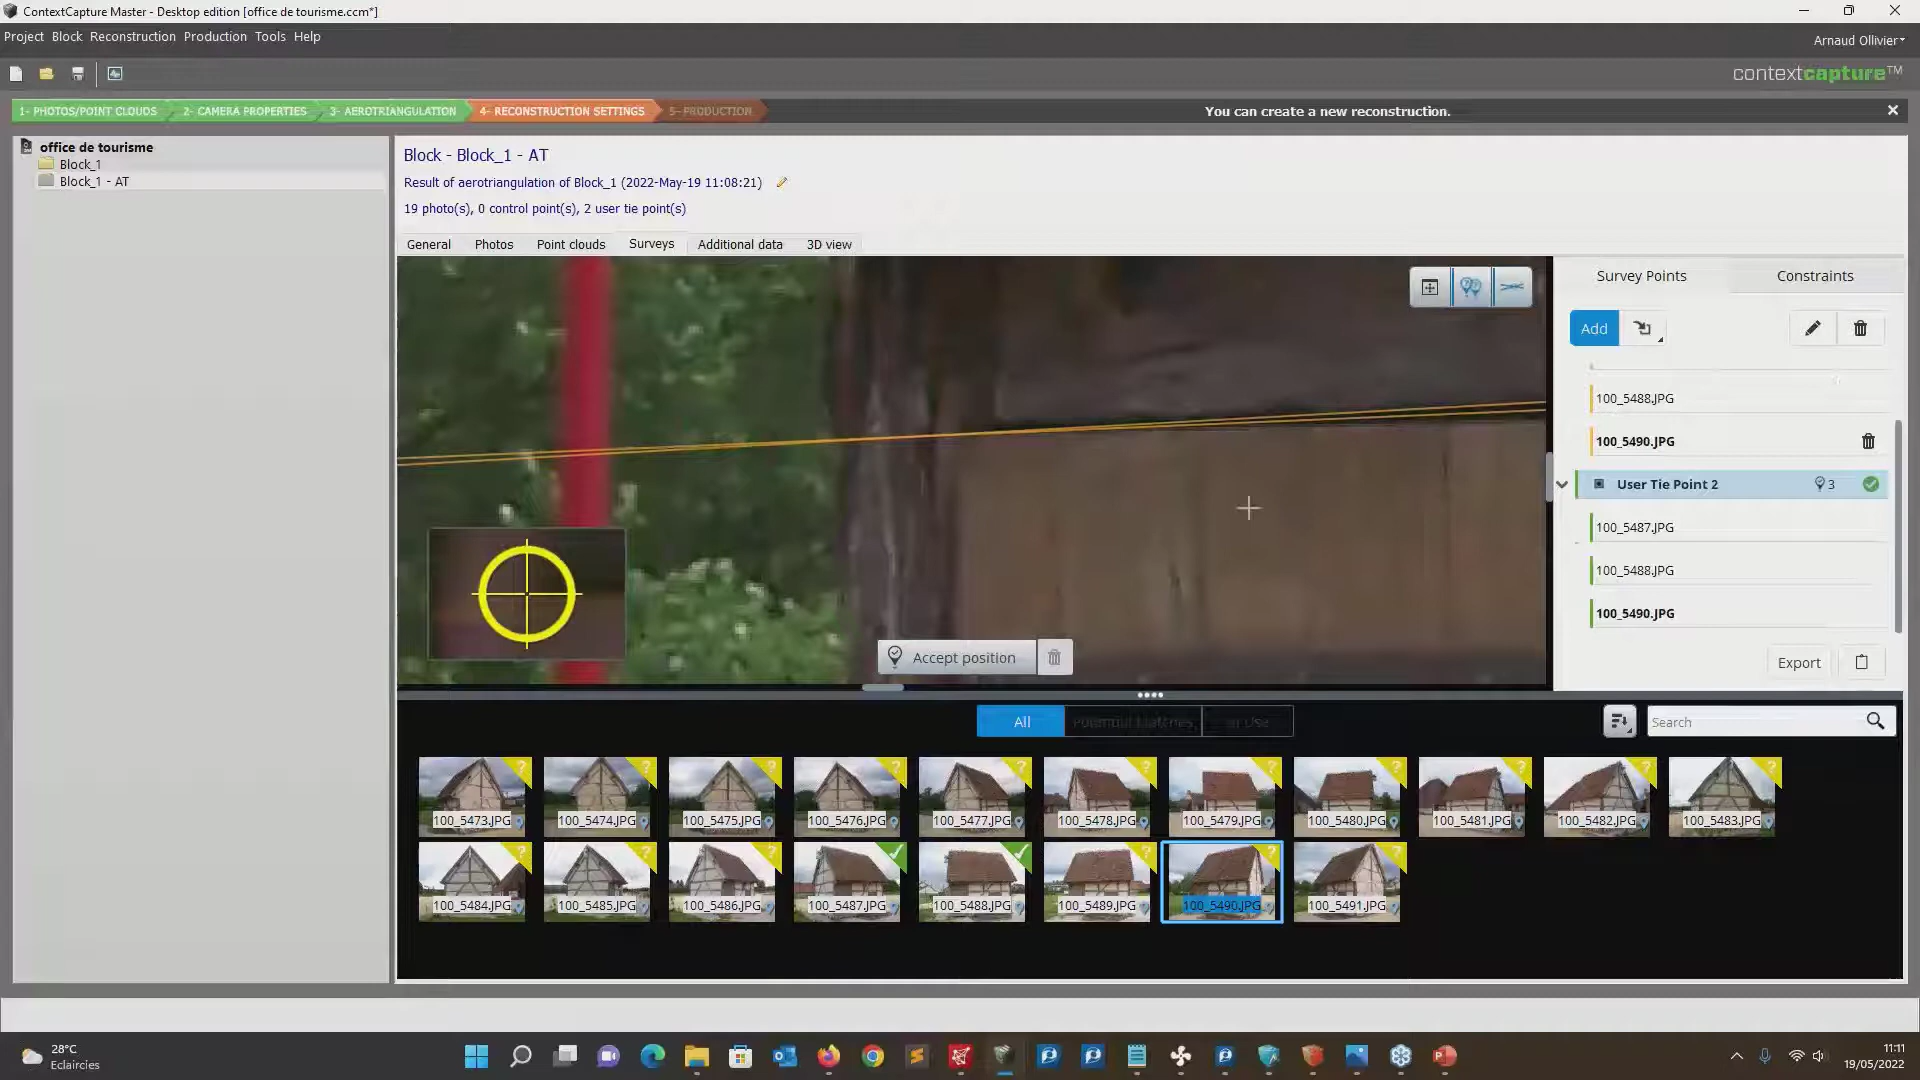 ContextCapture Master - Desktop edition [office de tourisme.ccm*]
Project Block Reconstruction Production Tools Help
Arnaud Ollivier
contextcapture™
1- PHOTOS/POINT CLOUDS 2- CAMERA PROPERTIES 3- AEROTRIANGULATION 4- RECONSTRUCTION SETTINGS 5- PRODUCTION
You can create a new reconstruction.
office de tourisme
Block_1
Block_1 - AT
Block - Block_1 - AT
Result of aerotriangulation of Block_1 (2022-May-19 11:08:21)
19 photo(s), 0 control point(s), 2 user tie point(s)
General Photos Point clouds Surveys Additional data 3D view
Survey Points Constraints
Add
100_5488.JPG
100_5490.JPG
User Tie Point 2 3
100_5487.JPG
100_5488.JPG
100_5490.JPG
Accept position
Export
All Potential Matches In Use
Search
100_5473.JPG 100_5474.JPG 100_5475.JPG 100_5476.JPG 100_5477.JPG 100_5478.JPG 100_5479.JPG 100_5480.JPG 100_5481.JPG 100_5482.JPG 100_5483.JPG
100_5484.JPG 100_5485.JPG 100_5486.JPG 100_5487.JPG 100_5488.JPG 100_5489.JPG 100_5490.JPG 100_5491.JPG
28°C
Eclaircies
11:11
19/05/2022